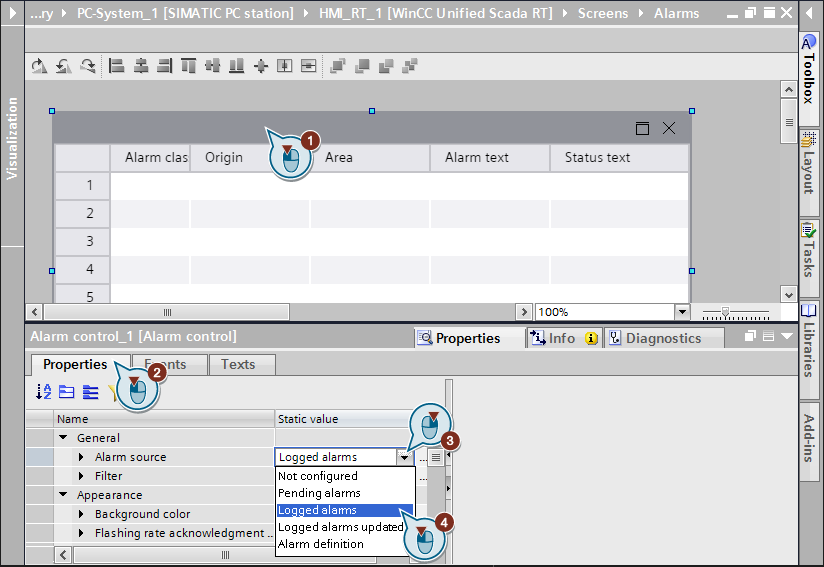 ...ry ▸ PC-System_1 [SIMATIC PC station] ▸ HMI_RT_1 [WinCC Unified Scada RT] ▸ Screens ▸ Alarms
Visualization
Toolbox
Layout
Tasks
Libraries
Add-ins
1
Alarm clas Origin Area Alarm text Status text
1
2
3
4
5
100%
Alarm control_1 [Alarm control]
Properties Info Diagnostics
Properties Events Texts
2
Name Static value
3
General
Alarm source Logged alarms ...
Filter ...
Appearance
Background color
Flashing rate acknowledgment ..
Not configured
Pending alarms
Logged alarms
Logged alarms updated
Alarm definition
4